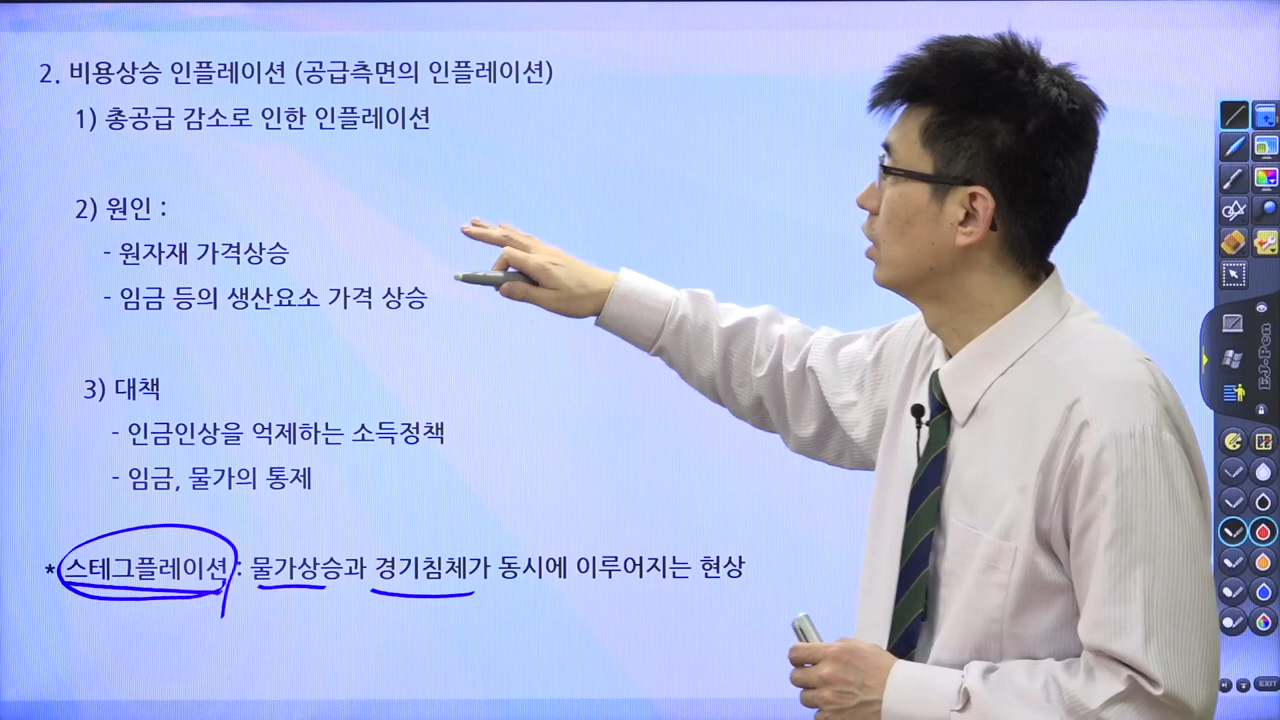 2. 비용상승 인플레이션 (공급측면의 인플레이션)
1) 총공급 감소로 인한 인플레이션
2) 원인 :
- 원자재 가격상승
- 임금 등의 생산요소 가격 상승
3) 대책
- 인금인상을 억제하는 소득정책
- 임금, 물가의 통제
* 스테그플레이션 : 물가상승과 경기침체가 동시에 이루어지는 현상
EJ-Pen
EXIT